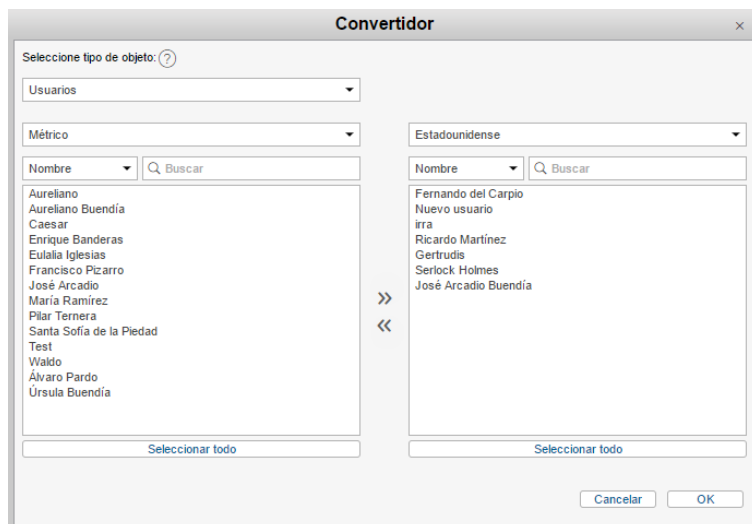 Convertidor
×
Seleccione tipo de objeto: ?
Usuarios
Métrico
Nombre
Buscar
Aureliano
Aureliano Buendía
Caesar
Enrique Banderas
Eulalia Iglesias
Francisco Pizarro
José Arcadio
María Ramírez
Pilar Ternera
Santa Sofía de la Piedad
Test
Waldo
Álvaro Pardo
Úrsula Buendía
Seleccionar todo
»
«
Estadounidense
Nombre
Buscar
Fernando del Carpio
Nuevo usuario
irra
Ricardo Martínez
Gertrudis
Serlock Holmes
José Arcadio Buendía
Seleccionar todo
Cancelar
OK